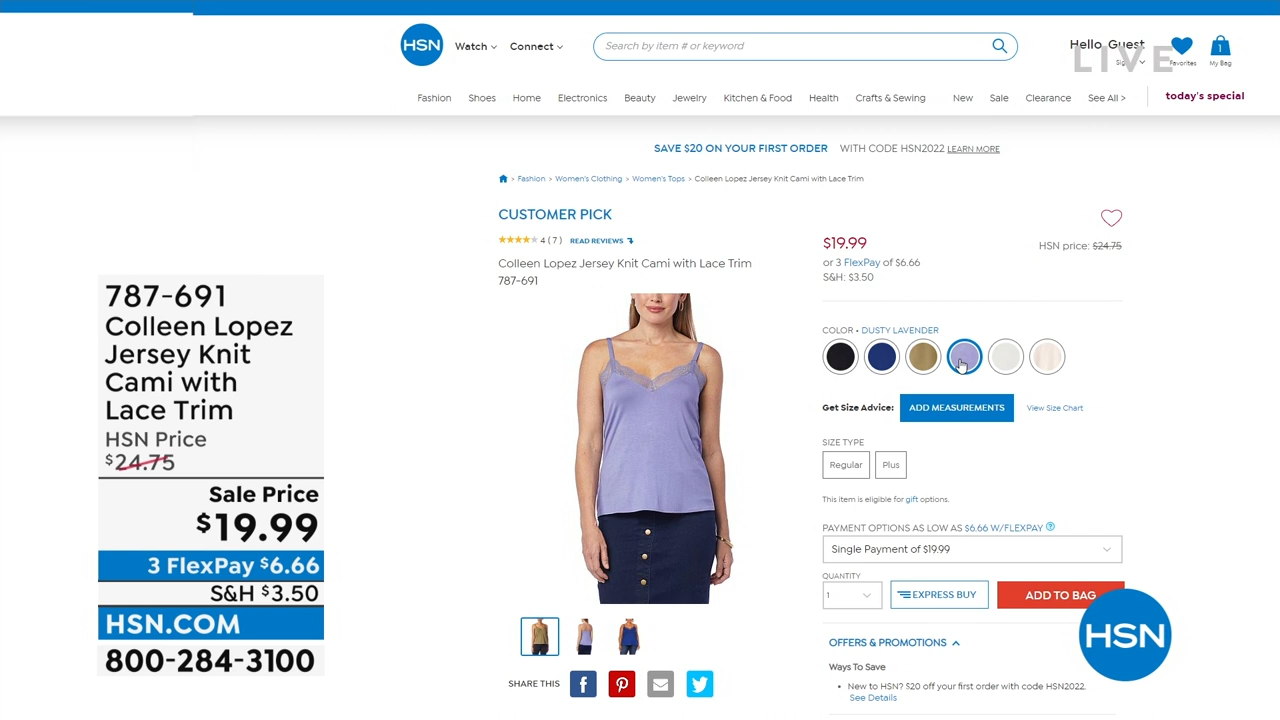 HSN
Watch
Connect
Search by item # or keyword
Hello, Guest
LIVE
Favorites
1
My Bag
Fashion
Shoes
Home
Electronics
Beauty
Jewelry
Kitchen & Food
Health
Crafts & Sewing
New
Sale
Clearance
See All >
today's special
SAVE $20 ON YOUR FIRST ORDER WITH CODE HSN2022 LEARN MORE
> Fashion > Women's Clothing > Women's Tops > Colleen Lopez Jersey Knit Cami with Lace Trim
CUSTOMER PICK
4 ( 7 ) READ REVIEWS
Colleen Lopez Jersey Knit Cami with Lace Trim
787-691
$19.99
HSN price: $24.75
or 3 FlexPay of $6.66
S&H: $3.50
COLOR • DUSTY LAVENDER
Get Size Advice: ADD MEASUREMENTS View Size Chart
SIZE TYPE
Regular
Plus
This item is eligible for gift options.
PAYMENT OPTIONS AS LOW AS $6.66 W/FLEXPAY ?
Single Payment of $19.99
QUANTITY
1
EXPRESS BUY
ADD TO BAG
OFFERS & PROMOTIONS
Ways To Save
• New to HSN? $20 off your first order with code HSN2022.
See Details
SHARE THIS
787-691
Colleen Lopez
Jersey Knit
Cami with
Lace Trim
HSN Price
$24.75
Sale Price
$19.99
3 FlexPay $6.66
S&H $3.50
HSN.COM
800-284-3100
HSN